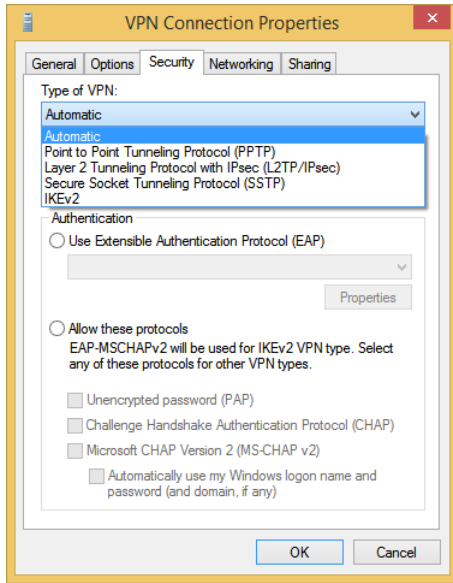 VPN Connection Properties
General Options Security Networking Sharing
Type of VPN:
Automatic
Automatic
Point to Point Tunneling Protocol (PPTP)
Layer 2 Tunneling Protocol with IPsec (L2TP/IPsec)
Secure Socket Tunneling Protocol (SSTP)
IKEv2
Authentication
Use Extensible Authentication Protocol (EAP)
Properties
Allow these protocols
EAP-MSCHAPv2 will be used for IKEv2 VPN type. Select
any of these protocols for other VPN types.
Unencrypted password (PAP)
Challenge Handshake Authentication Protocol (CHAP)
Microsoft CHAP Version 2 (MS-CHAP v2)
Automatically use my Windows logon name and
password (and domain, if any)
OK Cancel